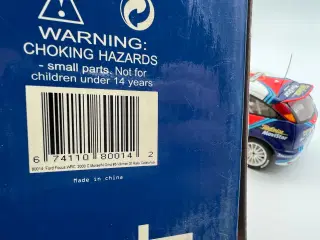 WARNING:
CHOKING HAZARDS
- small parts. Not for
children under 14 years
6 74110 80014 2
Made in china